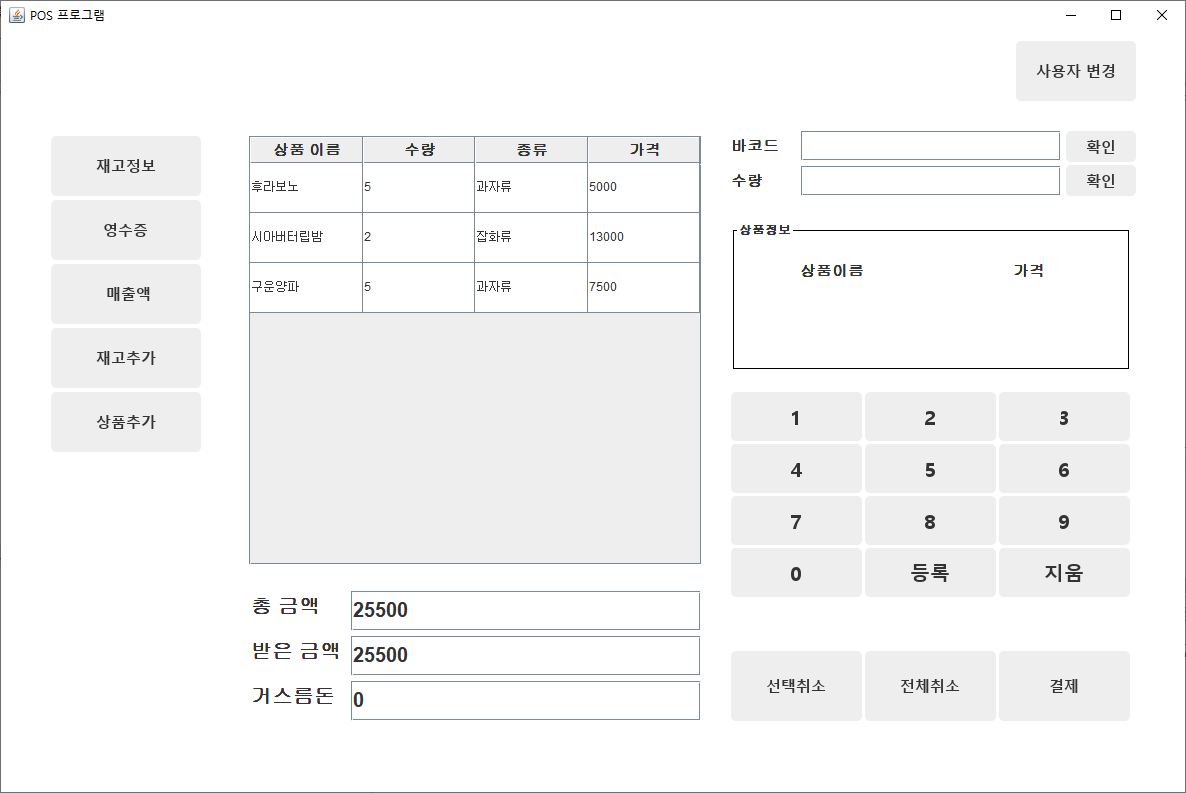 POS 프로그램
사용자 변경
재고정보
영수증
매출액
재고추가
상품추가
상품 이름 수량 종류 가격
후라보노 5 과자류 5000
시아버터립밤 2 잡화류 13000
구운양파 5 과자류 7500
총 금액 25500
받은 금액 25500
거스름돈 0
바코드 확인
수량 확인
상품정보
상품이름 가격
1 2 3
4 5 6
7 8 9
0 등록 지움
선택취소 전체취소 결제